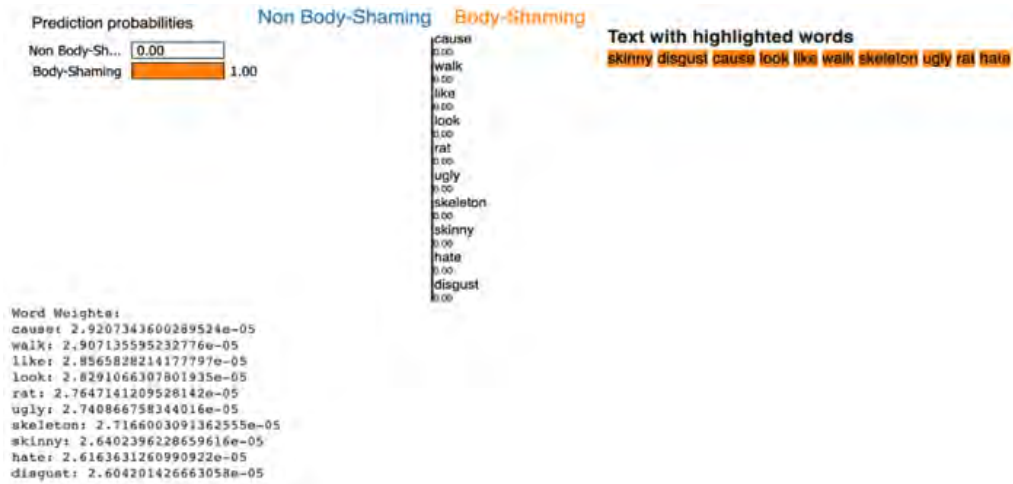 Prediction probabilities
Non Body-Sh... 0.00
Body-Shaming 1.00
Non Body-Shaming Body-Shaming
cause
0.00
walk
0.00
like
0.00
look
0.00
rat
0.00
ugly
0.00
skeleton
0.00
skinny
0.00
hate
0.00
disgust
0.00
Text with highlighted words
skinny disgust cause look like walk skeleton ugly rat hate
Word Weights:
cause: 2.9207343600289524e-05
walk: 2.907135595232776e-05
like: 2.8565828214177797e-05
look: 2.8291066307801935e-05
rat: 2.7647141209528142e-05
ugly: 2.740866758344016e-05
skeleton: 2.7166003091362555e-05
skinny: 2.6402396228659616e-05
hate: 2.6163631260990922e-05
disgust: 2.604201426663058e-05